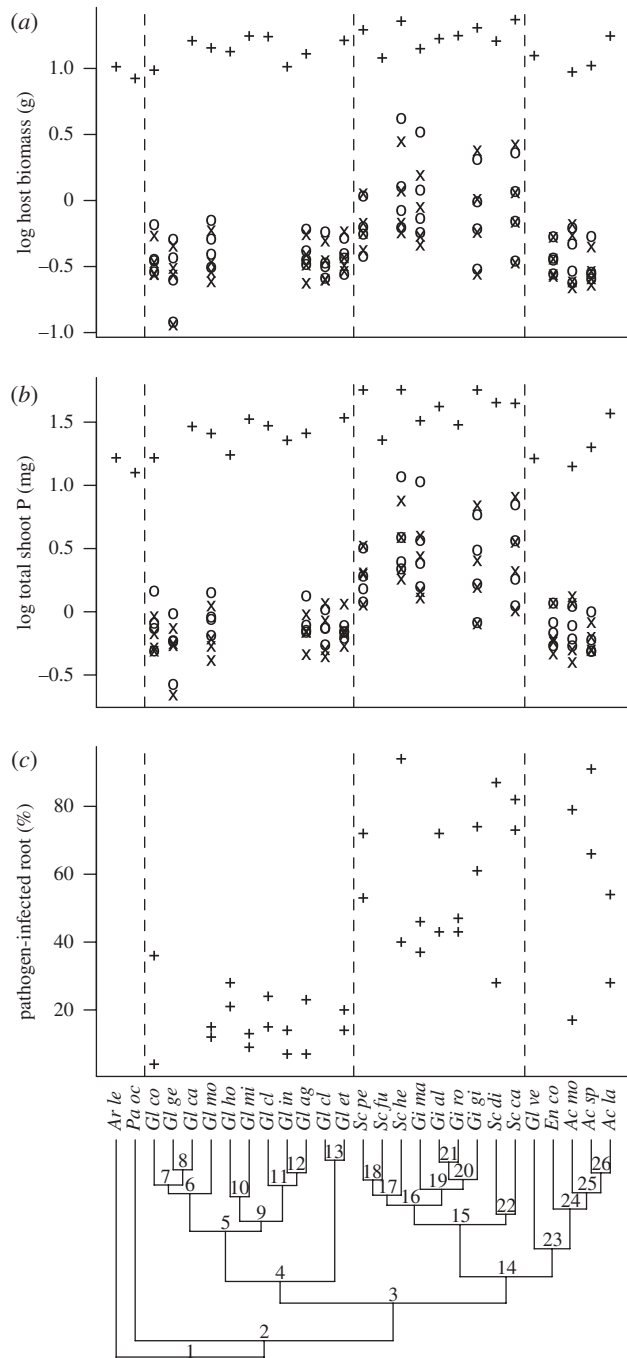 (a)
1.0
0.5
0
−0.5
−1.0
log host biomass (g)
(b)
1.5
1.0
0.5
0
−0.5
log total shoot P (mg)
(c)
80
60
40
20
pathogen-infected root (%)
Ar le
Pa oc
Gl co
Gl ge
Gl ca
Gl mo
Gl ho
Gl mi
Gl cl
Gl in
Gl ag
Gl cl
Gl et
Sc pe
Sc fu
Sc he
Gi ma
Gi al
Gi ro
Gi gi
Sc di
Sc ca
Gl ve
En co
Ac mo
Ac sp
Ac la
13
12
8
21
26
18
11
20
7
17
19
25
6
10
16
22
24
5
9
15
23
4
14
3
2
1